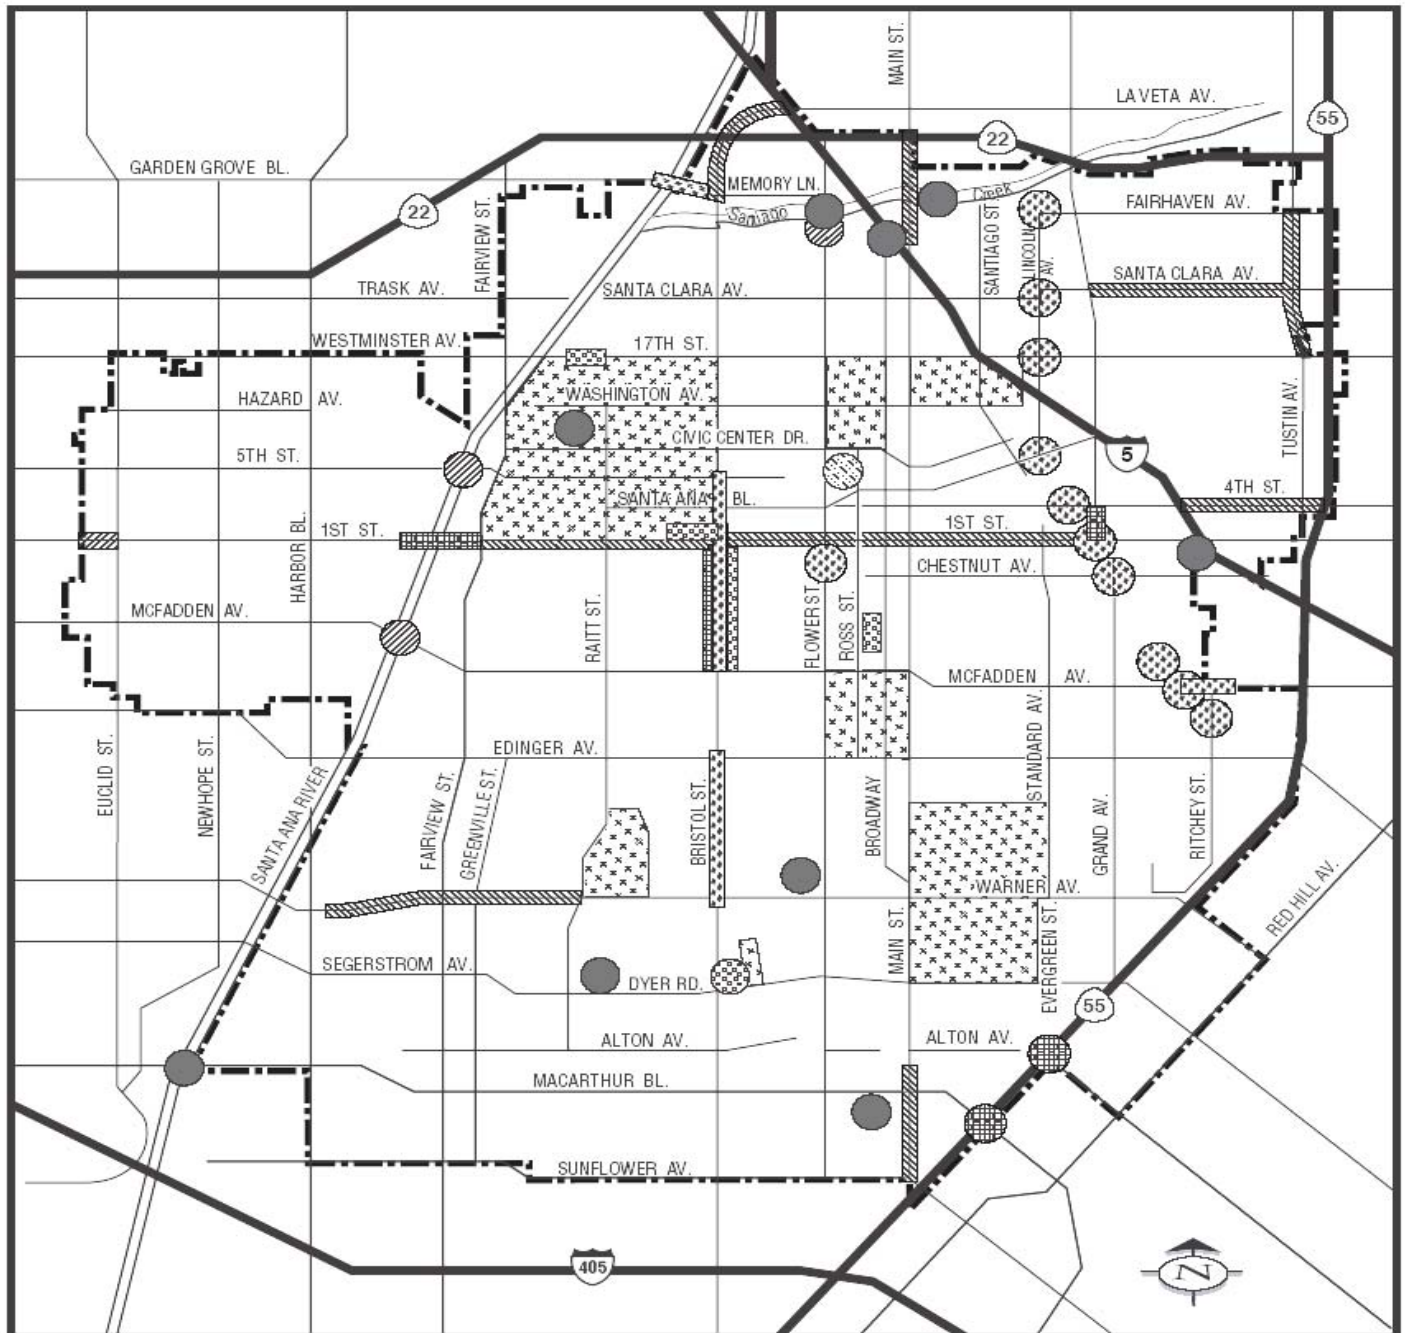 MAIN ST.
LA VETA AV.
55
22
GARDEN GROVE BL.
MEMORY LN.
Creek
Santiago
FAIRHAVEN AV.
22
FAIRVIEW ST.
SANTIAGO ST.
LINCOLN AV.
SANTA CLARA AV.
TRASK AV.
SANTA CLARA AV.
WESTMINSTER AV.
17TH ST.
HAZARD AV.
WASHINGTON AV.
TUSTIN AV.
CIVIC CENTER DR.
5TH ST.
5
SANTA ANA BL.
4TH ST.
1ST ST.
1ST ST.
HARBOR BL.
CHESTNUT AV.
MCFADDEN AV.
RAITT ST.
FLOWER ST.
ROSS ST.
MCFADDEN AV.
STANDARD AV.
EDINGER AV.
EUCLID ST.
NEWHOPE ST.
SANTA ANA RIVER
FAIRVIEW ST.
GREENVILLE ST.
BRISTOL ST.
BROADWAY
GRAND AV.
RITCHEY ST.
WARNER AV.
RED HILL AV.
MAIN ST.
EVERGREEN ST.
SEGERSTROM AV.
DYER RD.
55
ALTON AV.
ALTON AV.
MACARTHUR BL.
SUNFLOWER AV.
405
N